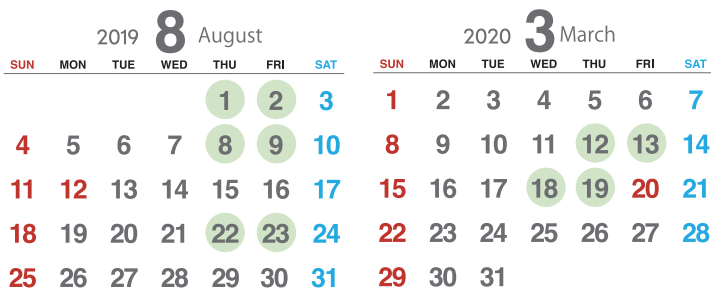 2019 8 August
SUN MON TUE WED THU FRI SAT
1 2 3
4 5 6 7 8 9 10
11 12 13 14 15 16 17
18 19 20 21 22 23 24
25 26 27 28 29 30 31
2020 3 March
SUN MON TUE WED THU FRI SAT
1 2 3 4 5 6 7
8 9 10 11 12 13 14
15 16 17 18 19 20 21
22 23 24 25 26 27 28
29 30 31